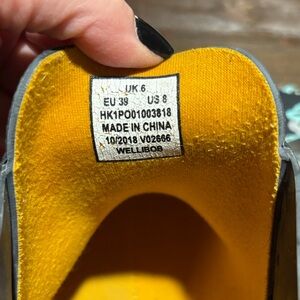 UK 6
EU 39 US 8
HK1PO01003818
MADE IN CHINA
10/2018 V02666
WELLIBOB